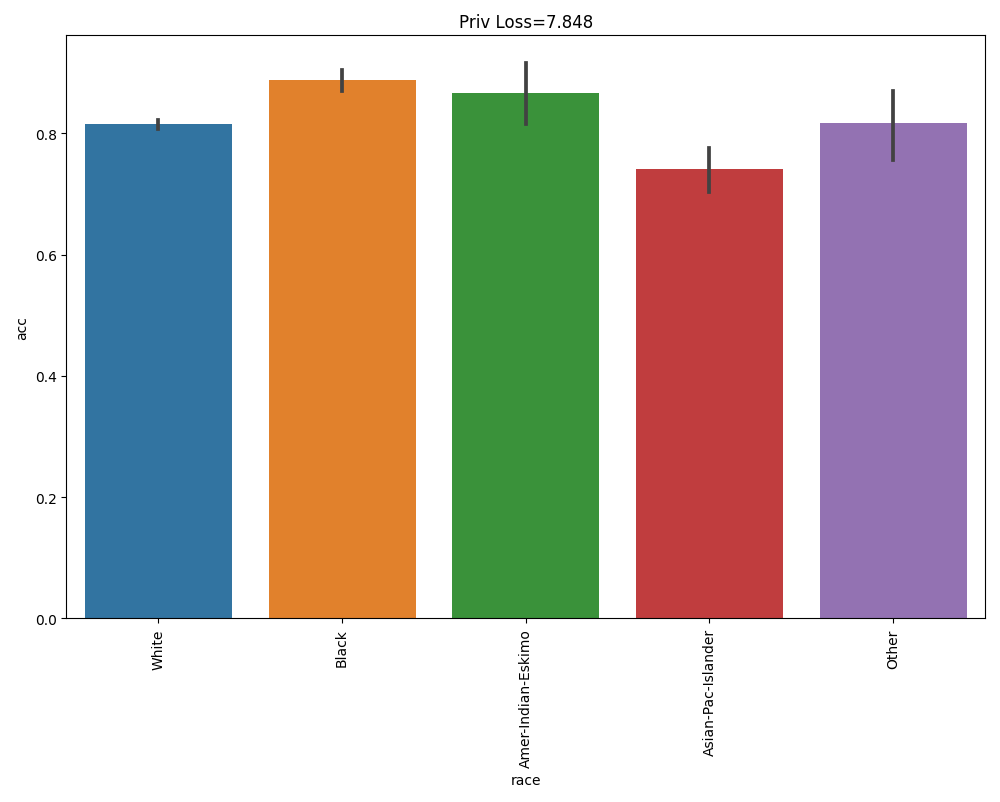 Priv Loss=7.848
acc
0.8
0.6
0.4
0.2
0.0
White
Black
Amer-Indian-Eskimo
Asian-Pac-Islander
Other
race